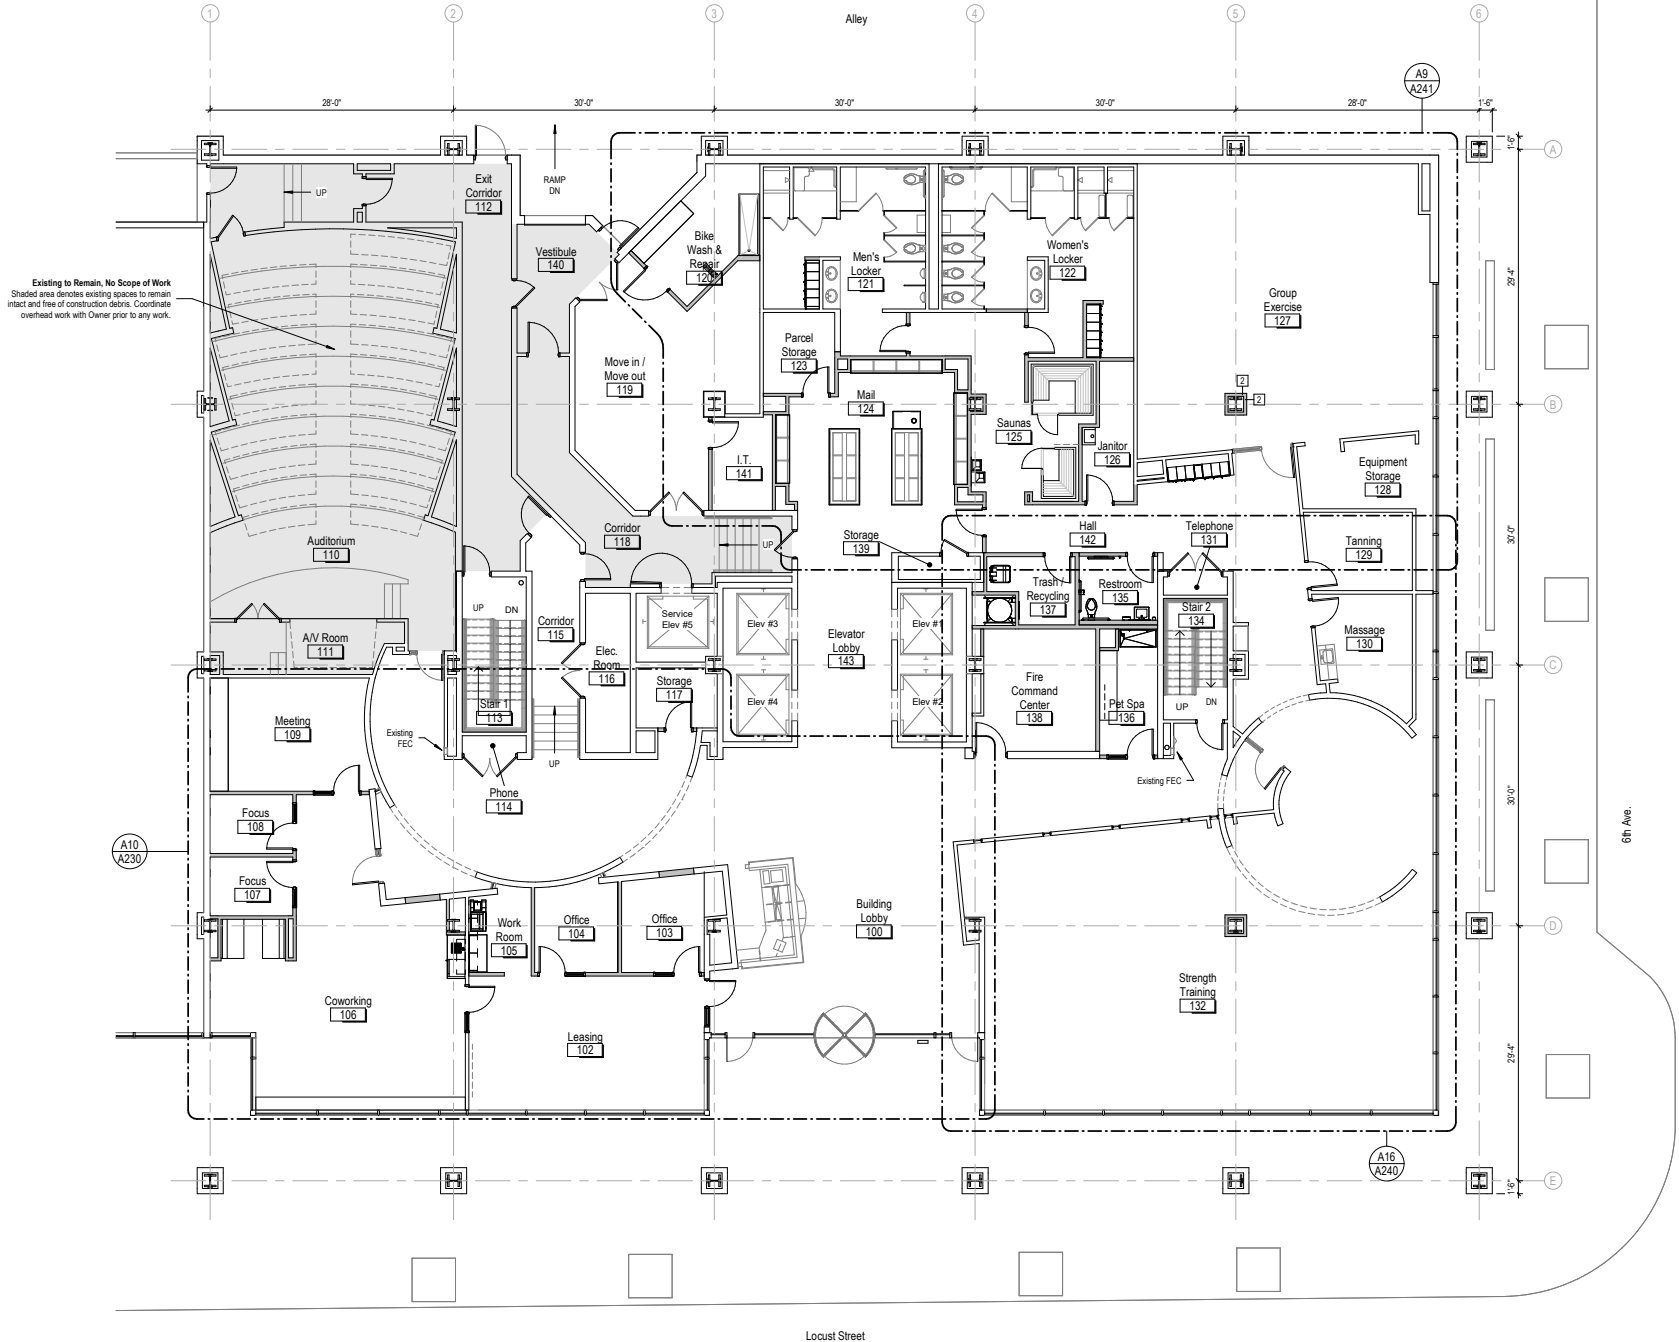 1
2
3
4
5
6
Alley
A9
A241
28'-0"
30'-0"
30'-0"
30'-0"
28'-0"
1'-6"
1'-6"
A
Exit
Corridor
112
UP
RAMP
DN
Vestibule
140
Bike
Wash &
Repair
120
Men's
Locker
121
Women's
Locker
122
Group
Exercise
127
29'-4"
Existing to Remain, No Scope of Work
Shaded area denotes existing spaces to remain
intact and free of construction debris. Coordinate
overhead work with Owner prior to any work.
Parcel
Storage
123
Move in /
Move out
119
Mail
124
2
2
B
Saunas
125
Janitor
126
I.T.
141
Equipment
Storage
128
Auditorium
110
Corridor
118
UP
Storage
139
Hall
142
Telephone
131
Tanning
129
30'-0"
Trash /
Recycling
137
Restroom
135
UP
DN
Corridor
115
Service
Elev #5
Elev #3
Elevator
Lobby
143
Elev #1
Stair 2
134
Massage
130
A/V Room
111
Elec.
Room
116
C
Storage
117
Elev #4
Elev #2
Fire
Command
Center
138
Pet Spa
136
UP
DN
Stair 1
113
Meeting
109
Existing
FEC
UP
Existing FEC
Phone
114
30'-0"
Focus
108
6th Ave.
A10
A230
Focus
107
Work
Room
105
Office
104
Office
103
Building
Lobby
100
D
Coworking
106
Strength
Training
132
Leasing
102
29'-4"
A16
A240
1'-6"
E
Locust Street